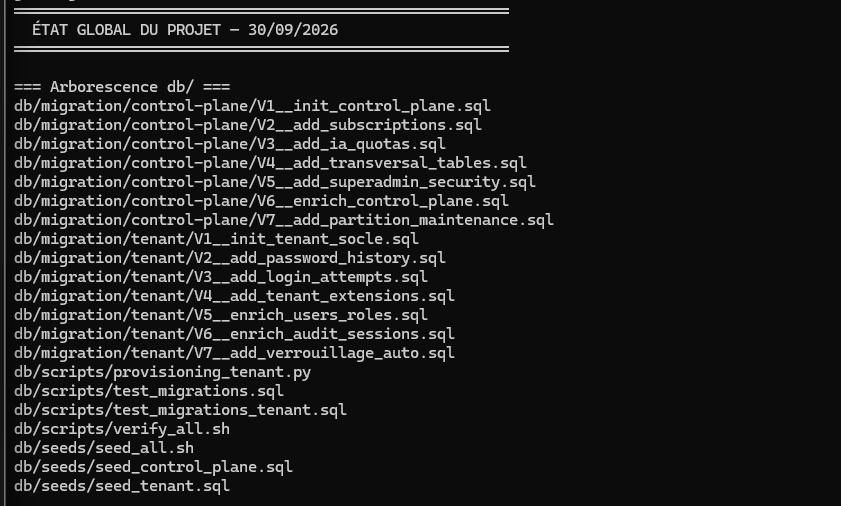 ÉTAT GLOBAL DU PROJET — 30/09/2026
=== Arborescence db/ ===
db/migration/control-plane/V1__init_control_plane.sql
db/migration/control-plane/V2__add_subscriptions.sql
db/migration/control-plane/V3__add_ia_quotas.sql
db/migration/control-plane/V4__add_transversal_tables.sql
db/migration/control-plane/V5__add_superadmin_security.sql
db/migration/control-plane/V6__enrich_control_plane.sql
db/migration/control-plane/V7__add_partition_maintenance.sql
db/migration/tenant/V1__init_tenant_socle.sql
db/migration/tenant/V2__add_password_history.sql
db/migration/tenant/V3__add_login_attempts.sql
db/migration/tenant/V4__add_tenant_extensions.sql
db/migration/tenant/V5__enrich_users_roles.sql
db/migration/tenant/V6__enrich_audit_sessions.sql
db/migration/tenant/V7__add_verrouillage_auto.sql
db/scripts/provisioning_tenant.py
db/scripts/test_migrations.sql
db/scripts/test_migrations_tenant.sql
db/scripts/verify_all.sh
db/seeds/seed_all.sh
db/seeds/seed_control_plane.sql
db/seeds/seed_tenant.sql